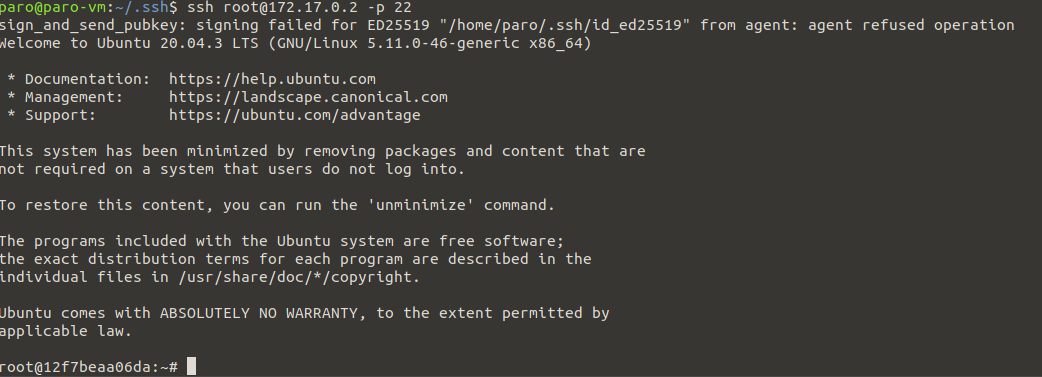 paro@paro-vm:~/.ssh$ ssh root@172.17.0.2 -p 22
sign_and_send_pubkey: signing failed for ED25519 "/home/paro/.ssh/id_ed25519" from agent: agent refused operation
Welcome to Ubuntu 20.04.3 LTS (GNU/Linux 5.11.0-46-generic x86_64)

 * Documentation:  https://help.ubuntu.com
 * Management:     https://landscape.canonical.com
 * Support:        https://ubuntu.com/advantage

This system has been minimized by removing packages and content that are
not required on a system that users do not log into.

To restore this content, you can run the 'unminimize' command.

The programs included with the Ubuntu system are free software;
the exact distribution terms for each program are described in the
individual files in /usr/share/doc/*/copyright.

Ubuntu comes with ABSOLUTELY NO WARRANTY, to the extent permitted by
applicable law.

root@12f7beaa06da:~#